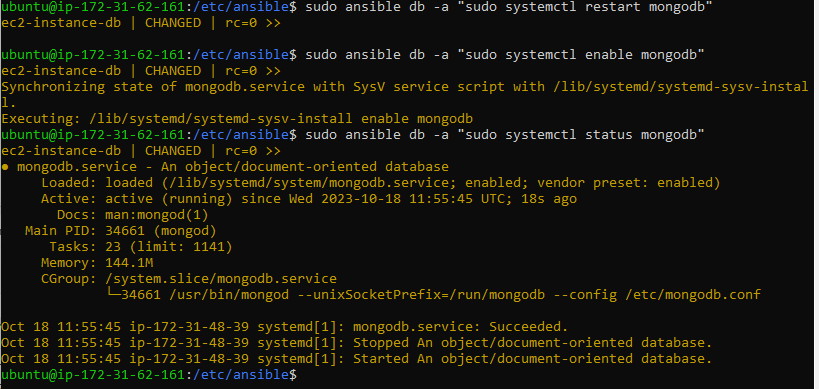 ubuntu@ip-172-31-62-161:/etc/ansible$ sudo ansible db -a "sudo systemctl restart mongodb"
ec2-instance-db | CHANGED | rc=0 >>

ubuntu@ip-172-31-62-161:/etc/ansible$ sudo ansible db -a "sudo systemctl enable mongodb"
ec2-instance-db | CHANGED | rc=0 >>
Synchronizing state of mongodb.service with SysV service script with /lib/systemd/systemd-sysv-instal
l.
Executing: /lib/systemd/systemd-sysv-install enable mongodb
ubuntu@ip-172-31-62-161:/etc/ansible$ sudo ansible db -a "sudo systemctl status mongodb"
ec2-instance-db | CHANGED | rc=0 >>
● mongodb.service - An object/document-oriented database
     Loaded: loaded (/lib/systemd/system/mongodb.service; enabled; vendor preset: enabled)
     Active: active (running) since Wed 2023-10-18 11:55:45 UTC; 18s ago
       Docs: man:mongod(1)
   Main PID: 34661 (mongod)
      Tasks: 23 (limit: 1141)
     Memory: 144.1M
     CGroup: /system.slice/mongodb.service
             └─34661 /usr/bin/mongod --unixSocketPrefix=/run/mongodb --config /etc/mongodb.conf

Oct 18 11:55:45 ip-172-31-48-39 systemd[1]: mongodb.service: Succeeded.
Oct 18 11:55:45 ip-172-31-48-39 systemd[1]: Stopped An object/document-oriented database.
Oct 18 11:55:45 ip-172-31-48-39 systemd[1]: Started An object/document-oriented database.
ubuntu@ip-172-31-62-161:/etc/ansible$